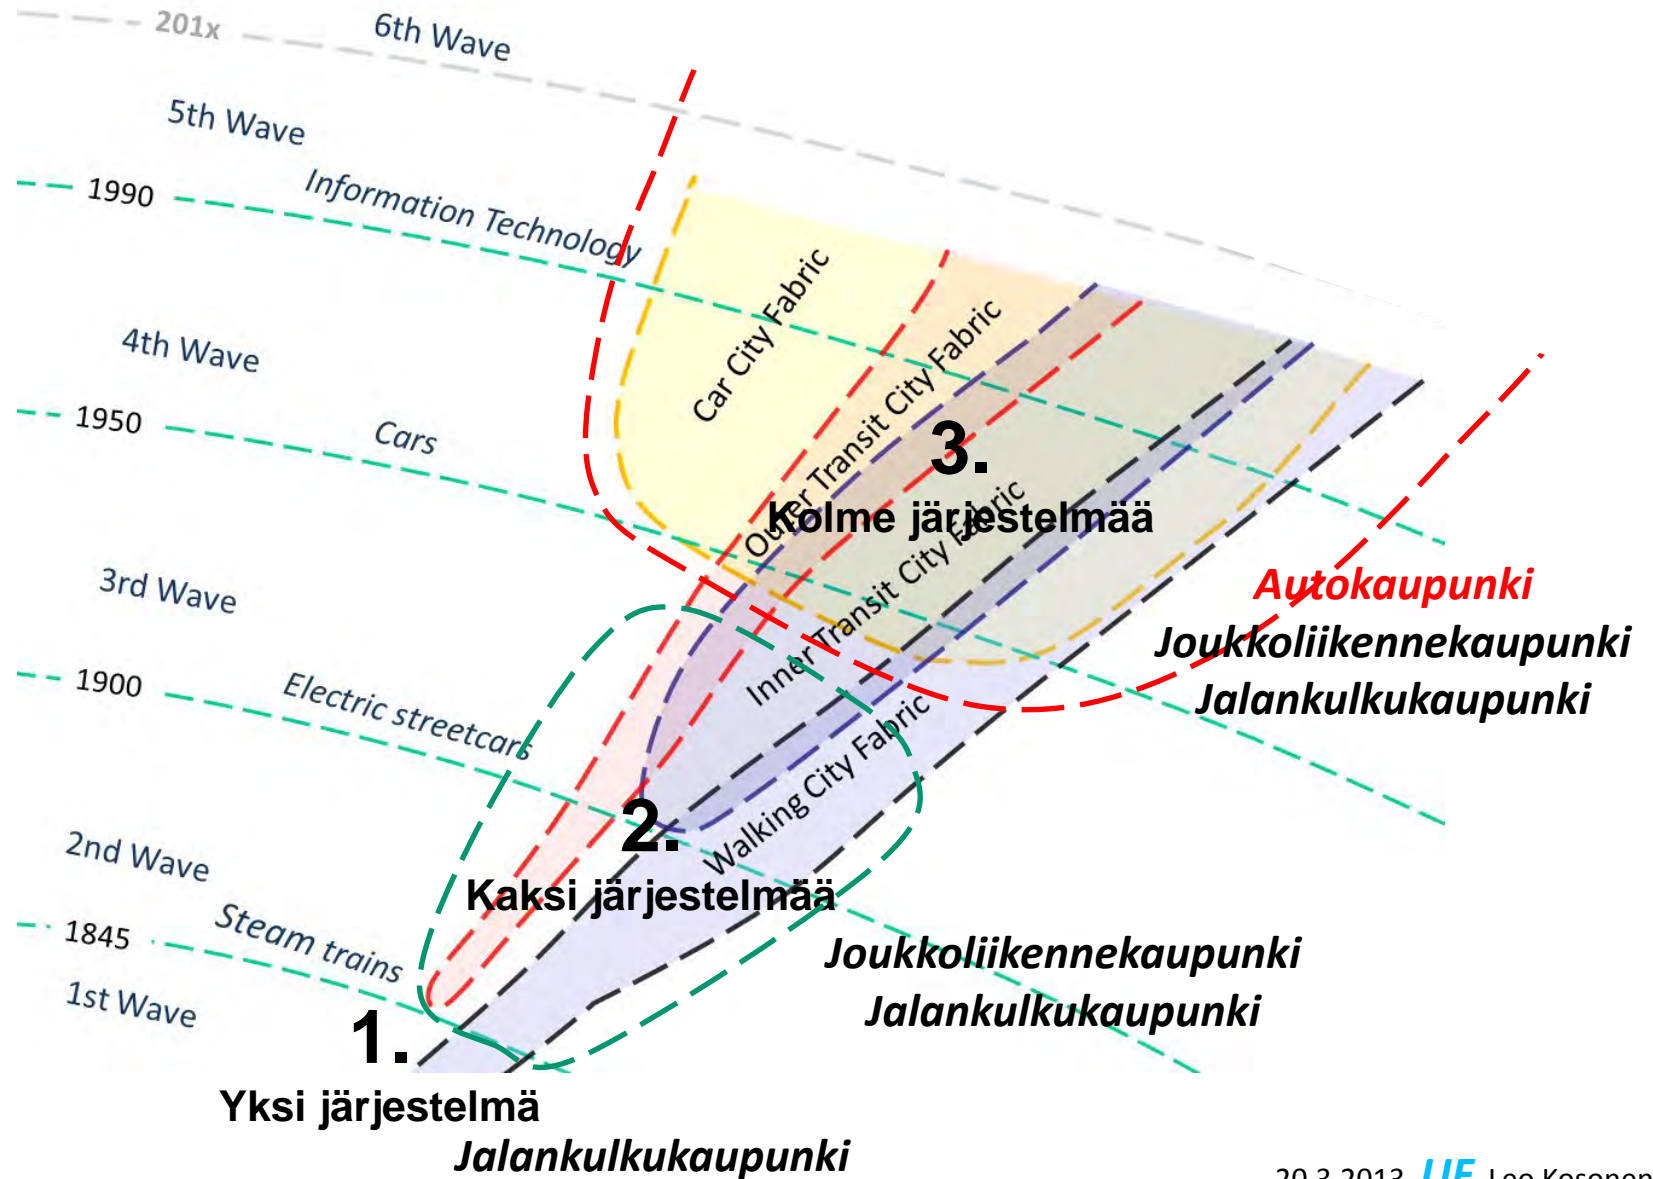 201x
6th Wave
5th Wave
1990
Information Technology
4th Wave
1950
Cars
3rd Wave
1900
Electric streetcars
2nd Wave
1845
Steam trains
1st Wave
Car City Fabric
Outer Transit City Fabric
Inner Transit City Fabric
Walking City Fabric
3.
Kolme järjestelmää
Autokaupunki
Joukkoliikennekaupunki
Jalankulkukaupunki
2.
Kaksi järjestelmää
Joukkoliikennekaupunki
Jalankulkukaupunki
1.
Yksi järjestelmä
Jalankulkukaupunki
20.3.2013 UF Leo Kosonen